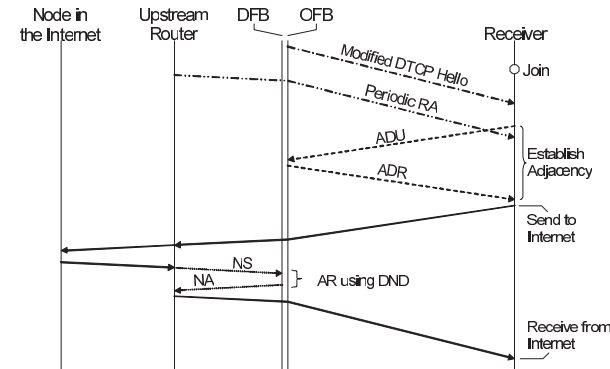 Node in
the Internet
Upstream
Router
DFB
OFB
Receiver
Modified DTCP Hello
Join
Periodic RA
ADU
Establish
Adjacency
ADR
Send to
Internet
NS
NA
AR using DND
Receive from
Internet